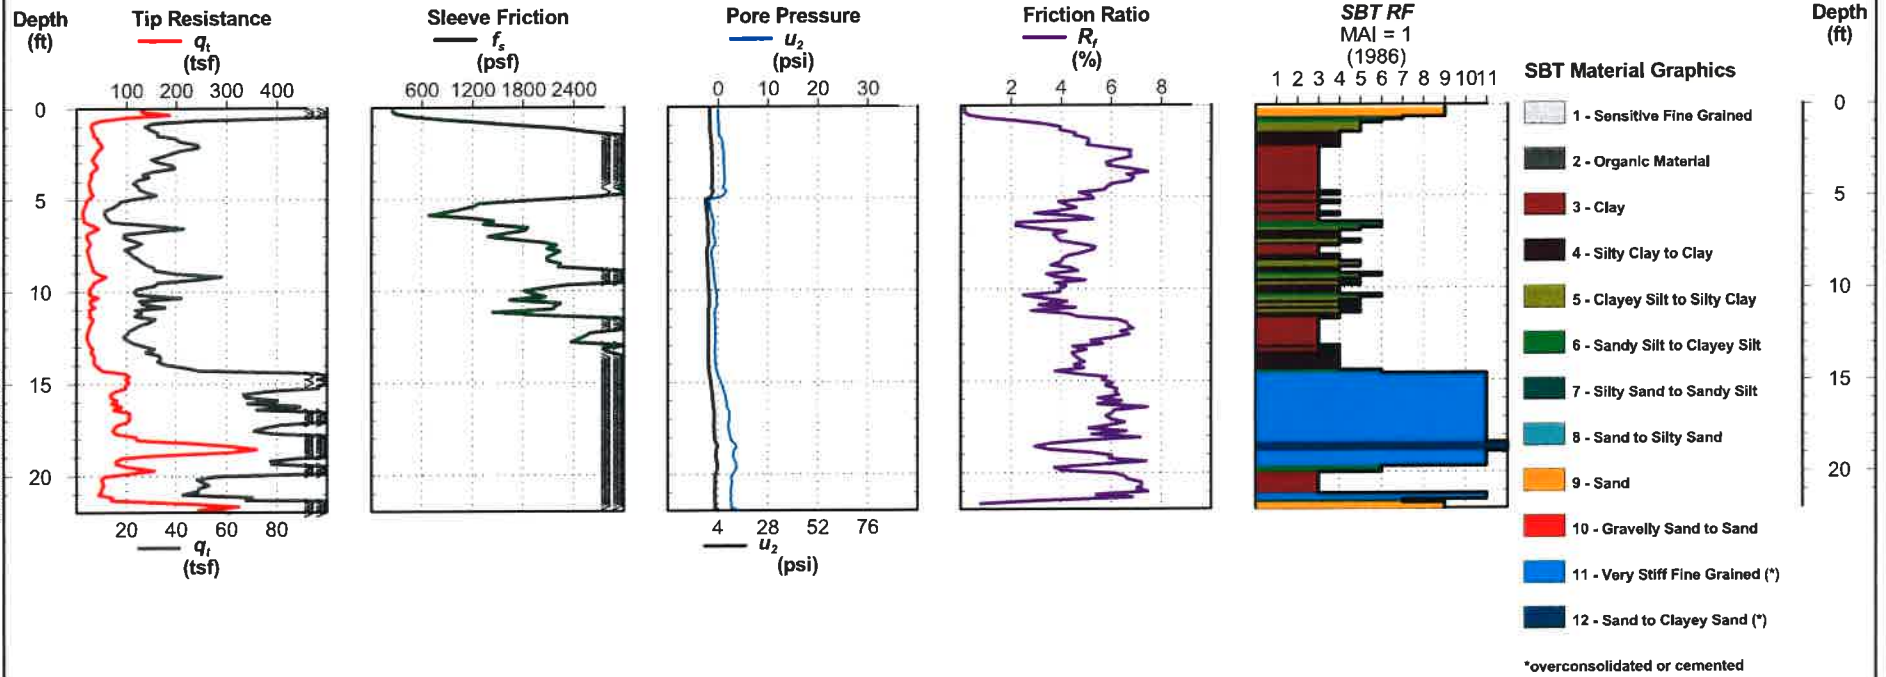 Depth
(ft)
Tip Resistance
qt
(tsf)
100 200 300 400
0
5
10
15
20
20 40 60 80
qt
(tsf)
Sleeve Friction
fs
(psf)
600 1200 1800 2400
Pore Pressure
u2
(psi)
0 10 20 30
4 28 52 76
u2
(psi)
Friction Ratio
Rf
(%)
2 4 6 8
SBT RF
MAI = 1
(1986)
1 2 3 4 5 6 7 8 9 10 11
SBT Material Graphics
1 - Sensitive Fine Grained
2 - Organic Material
3 - Clay
4 - Silty Clay to Clay
5 - Clayey Silt to Silty Clay
6 - Sandy Silt to Clayey Silt
7 - Silty Sand to Sandy Silt
8 - Sand to Silty Sand
9 - Sand
10 - Gravelly Sand to Sand
11 - Very Stiff Fine Grained (*)
12 - Sand to Clayey Sand (*)
*overconsolidated or cemented
Depth
(ft)
0
5
10
15
20